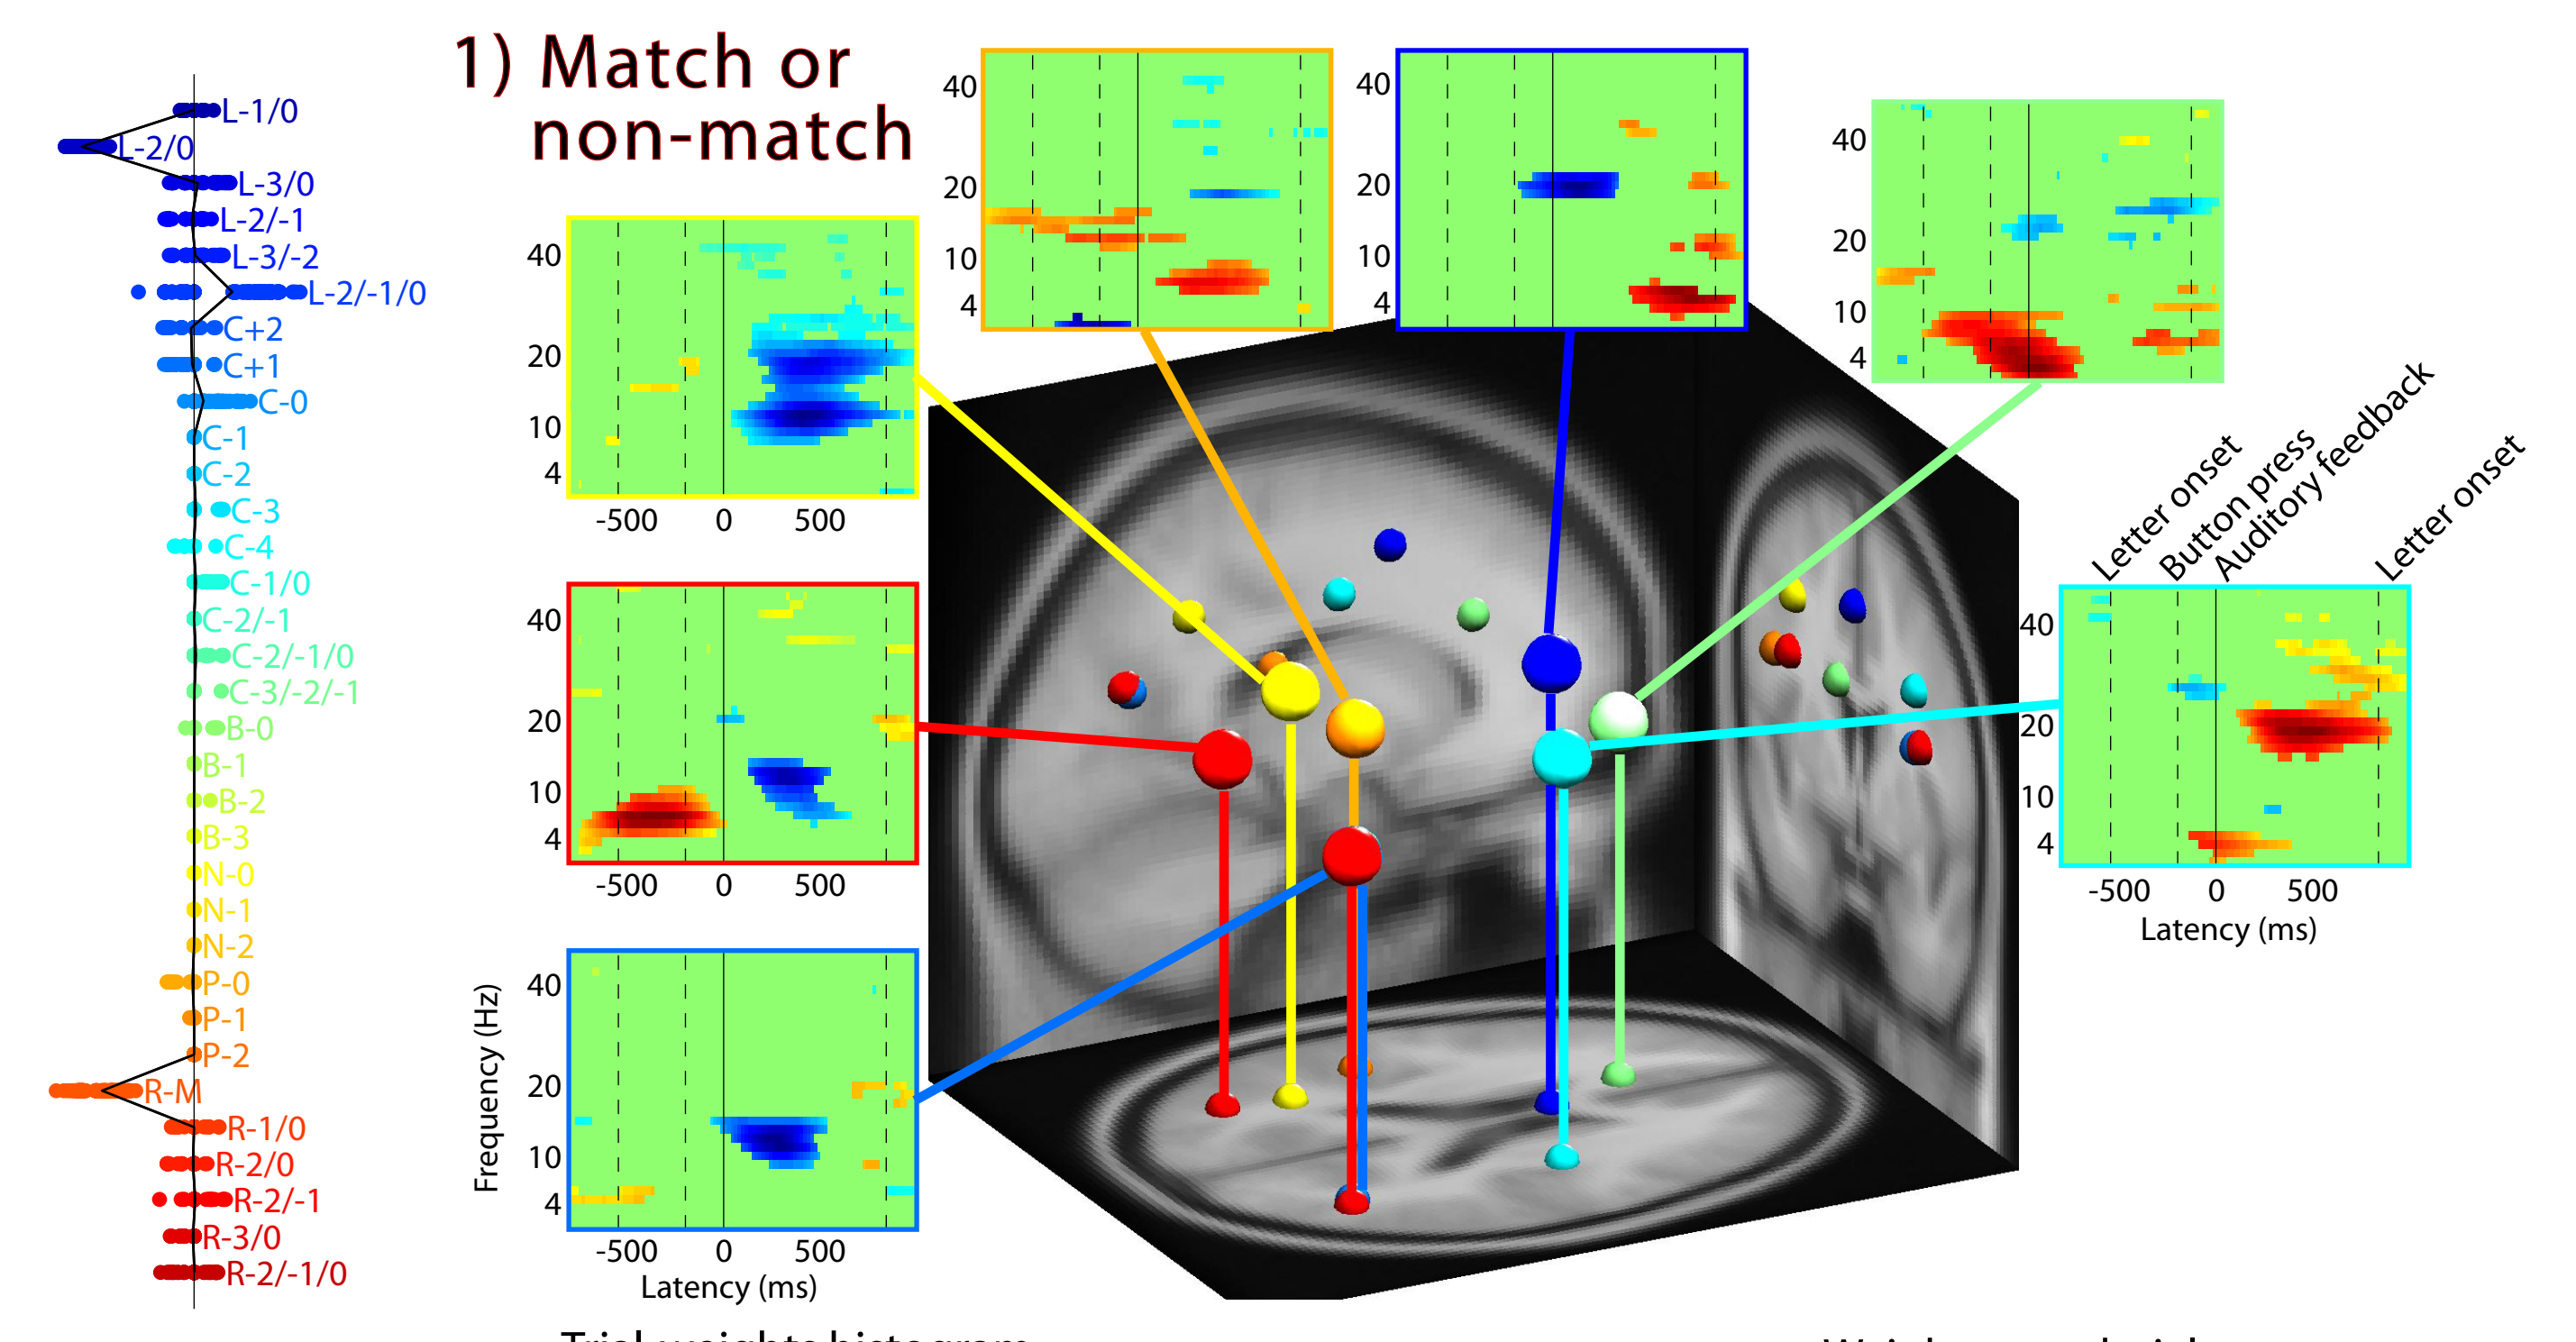 1) Match or
non-match
L-1/0
L-2/0
L-3/0
L-2/-1
L-3/-2
L-2/-1/0
C+2
C+1
C-0
C-1
C-2
C-3
C-4
C-1/0
C-2/-1
C-2/-1/0
C-3/-2/-1
B-0
B-1
B-2
B-3
N-0
N-1
N-2
P-0
P-1
P-2
R-M
R-1/0
R-2/0
R-2/-1
R-3/0
R-2/-1/0
40
20
10
4
-500 0 500
40
20
10
4
-500 0 500
Frequency (Hz)
40
20
10
4
-500 0 500
Latency (ms)
40
20
10
4
40
20
10
4
40
20
10
4
Letter onset
Button press
Auditory feedback
Letter onset
40
20
10
4
-500 0 500
Latency (ms)